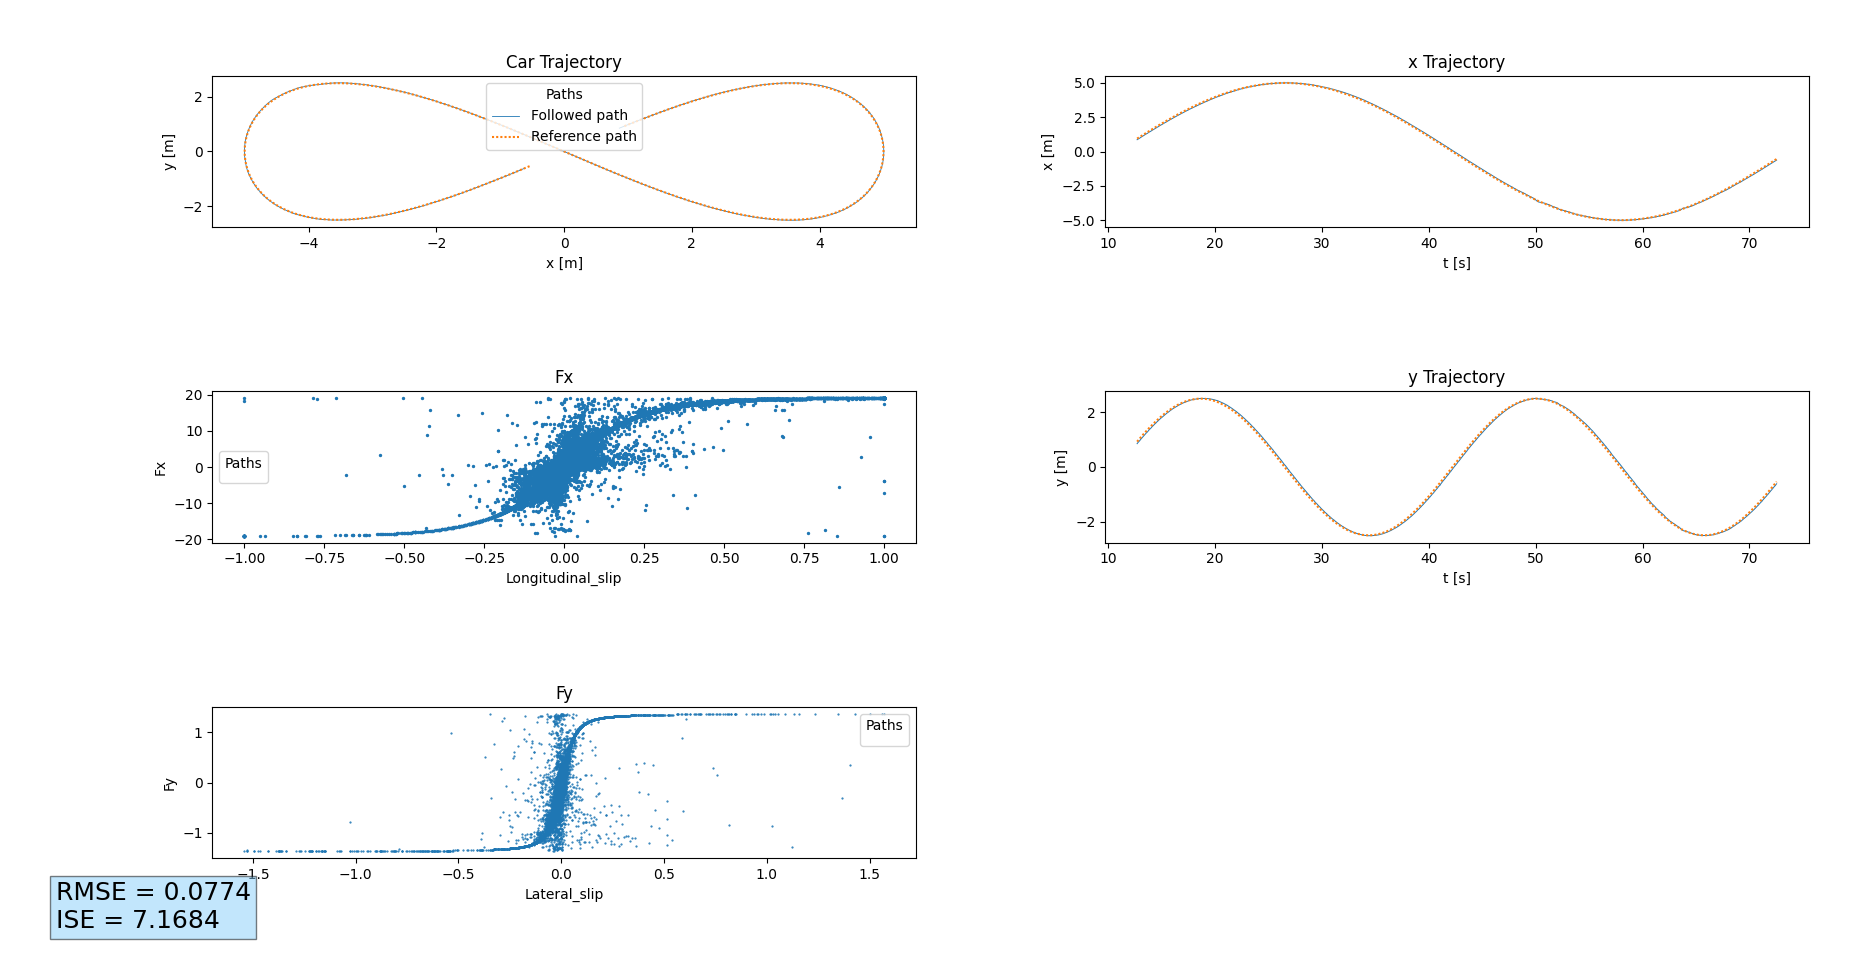 Car Trajectory
Paths
Followed path
Reference path
y [m]
2
0
−2
−4
−2
0
2
4
x [m]
x Trajectory
x [m]
5.0
2.5
0.0
−2.5
−5.0
10
20
30
40
50
60
70
t [s]
Fx
Fx
20
10
0
−10
−20
Paths
−1.00
−0.75
−0.50
−0.25
0.00
0.25
0.50
0.75
1.00
Longitudinal_slip
y Trajectory
y [m]
2
0
−2
10
20
30
40
50
60
70
t [s]
Fy
Fy
1
0
−1
Paths
−1.5
−1.0
−0.5
0.0
0.5
1.0
1.5
Lateral_slip
RMSE = 0.0774
ISE = 7.1684